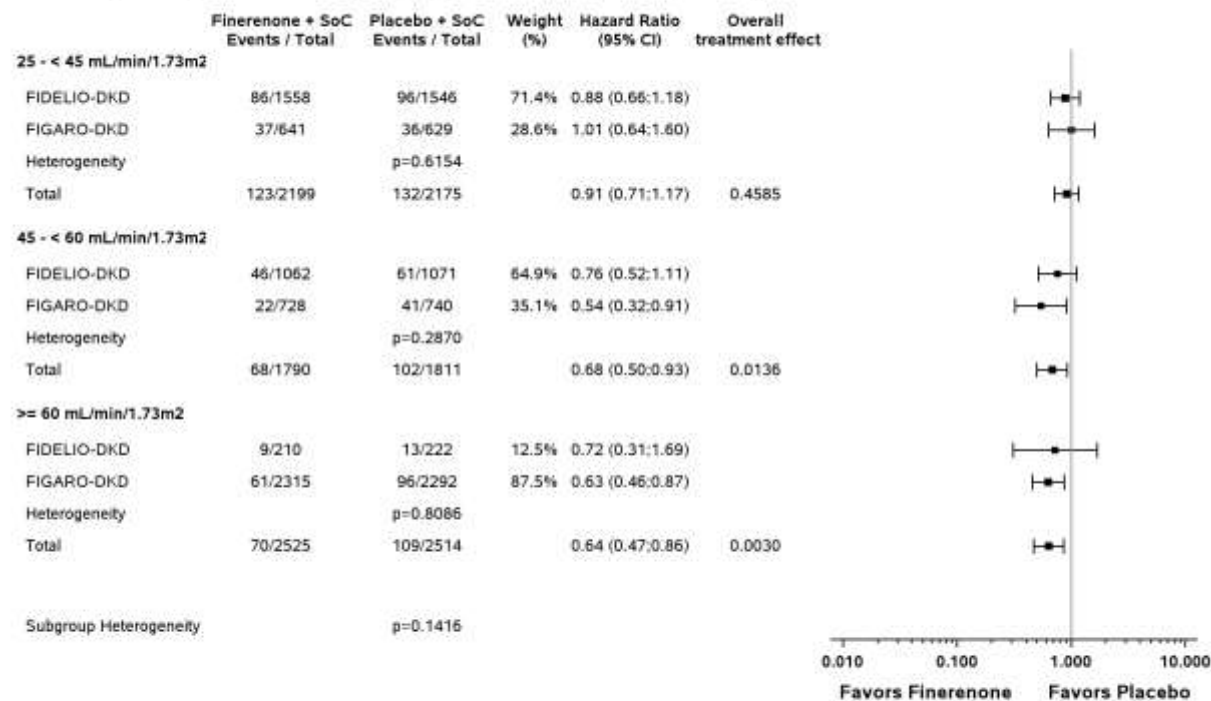 Finerenone + SoC Placebo + SoC Weight Hazard Ratio Overall
Events / Total Events / Total (%) (95% CI) treatment effect
25 - < 45 mL/min/1.73m2
FIDELIO-DKD 86/1558 96/1546 71.4% 0.88 (0.66;1.18)
FIGARO-DKD 37/641 36/629 28.6% 1.01 (0.64;1.60)
Heterogeneity p=0.6154
Total 123/2199 132/2175 0.91 (0.71;1.17) 0.4585
45 - < 60 mL/min/1.73m2
FIDELIO-DKD 46/1062 61/1071 64.9% 0.76 (0.52;1.11)
FIGARO-DKD 22/728 41/740 35.1% 0.54 (0.32;0.91)
Heterogeneity p=0.2870
Total 68/1790 102/1811 0.68 (0.50;0.93) 0.0136
>= 60 mL/min/1.73m2
FIDELIO-DKD 9/210 13/222 12.5% 0.72 (0.31;1.69)
FIGARO-DKD 61/2315 96/2292 87.5% 0.63 (0.46;0.87)
Heterogeneity p=0.8086
Total 70/2525 109/2514 0.64 (0.47;0.86) 0.0030
Subgroup Heterogeneity p=0.1416
0.010 0.100 1.000 10.000
Favors Finerenone Favors Placebo